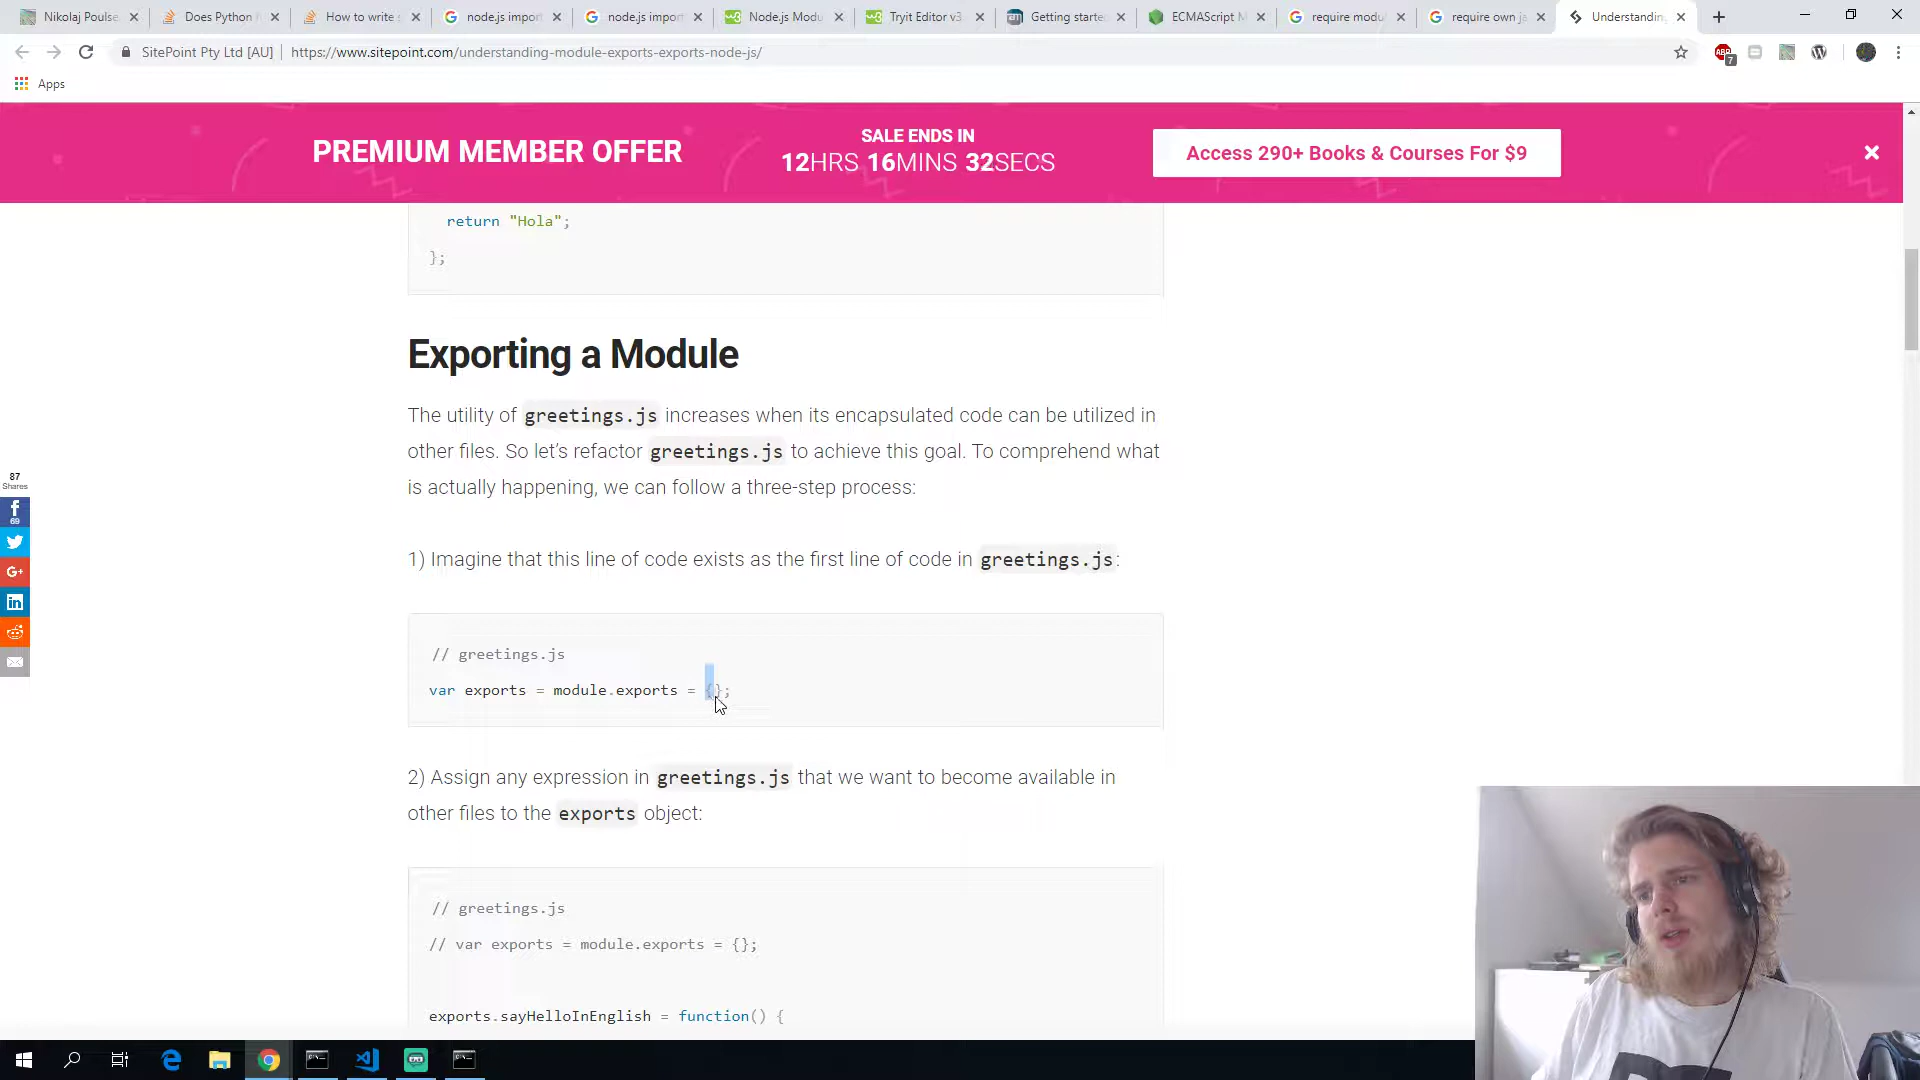 Nikolaj Poulse
Does Python
How to write
node.js import
node.js import
Node.js Modu
Tryit Editor v3
Getting starte
ECMAScript M
require modu
require own ja
Understandin
SitePoint Pty Ltd [AU] | https://www.sitepoint.com/understanding-module-exports-exports-node-js/
ABP
7
Apps
PREMIUM MEMBER OFFER
SALE ENDS IN
12HRS 16MINS 32SECS
Access 290+ Books & Courses For $9
return "Hola";
};
Exporting a Module
The utility of greetings.js increases when its encapsulated code can be utilized in
other files. So let’s refactor greetings.js to achieve this goal. To comprehend what
is actually happening, we can follow a three-step process:
87
Shares
69
1) Imagine that this line of code exists as the first line of code in greetings.js:
// greetings.js
var exports = module.exports = {};
2) Assign any expression in greetings.js that we want to become available in
other files to the exports object:
// greetings.js
// var exports = module.exports = {};
exports.sayHelloInEnglish = function() {